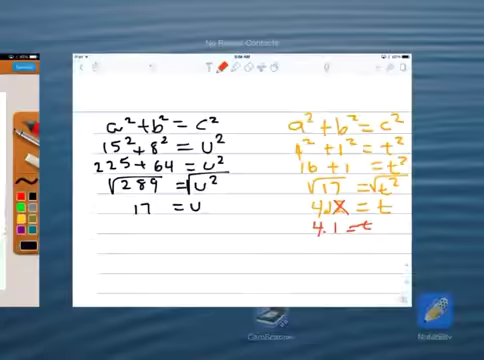 No Recent Contacts
a² + b² = c²
15² + 8² = u²
225 + 64 = u²
√289 = √u²
17 = u
a² + b² = c²
4² + 1² = t²
16 + 1 = t²
√17 = √t²
= t
4.1 = t
CamScanner
Notability